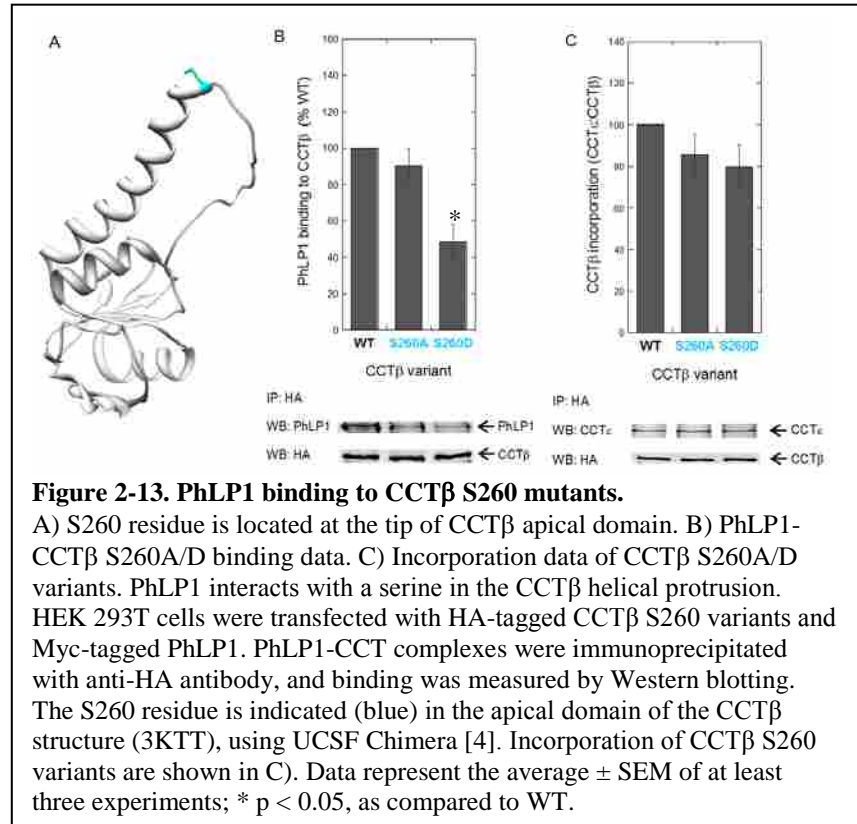 A
B
C
PhLP1 binding to CCTβ (% WT)
160
140
120
100
80
60
40
20
0
*
WT S260A S260D
CCTβ variant
IP: HA
WB: PhLP1 ←PhLP1
WB: HA ←CCTβ
CCTβ incorporation (CCTε:CCTβ)
140
120
100
80
60
40
20
0
WT S260A S260D
CCTβ variant
IP: HA
WB: CCTε ←CCTε
WB: HA ←CCTβ
Figure 2-13. PhLP1 binding to CCTβ S260 mutants.
A) S260 residue is located at the tip of CCTβ apical domain. B) PhLP1-
CCTβ S260A/D binding data. C) Incorporation data of CCTβ S260A/D
variants. PhLP1 interacts with a serine in the CCTβ helical protrusion.
HEK 293T cells were transfected with HA-tagged CCTβ S260 variants and
Myc-tagged PhLP1. PhLP1-CCT complexes were immunoprecipitated
with anti-HA antibody, and binding was measured by Western blotting.
The S260 residue is indicated (blue) in the apical domain of the CCTβ
structure (3KTT), using UCSF Chimera [4]. Incorporation of CCTβ S260
variants are shown in C). Data represent the average ± SEM of at least
three experiments; * p < 0.05, as compared to WT.